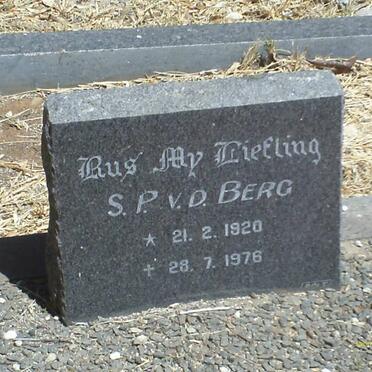 Rus My Liefling
S. P. V. D. BERG
* 21. 2. 1920
+ 28. 7. 1976